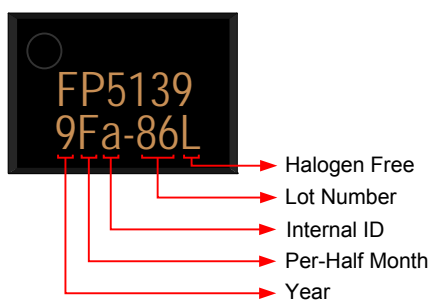 FP5139
9Fa-86L
Halogen Free
Lot Number
Internal ID
Per-Half Month
Year